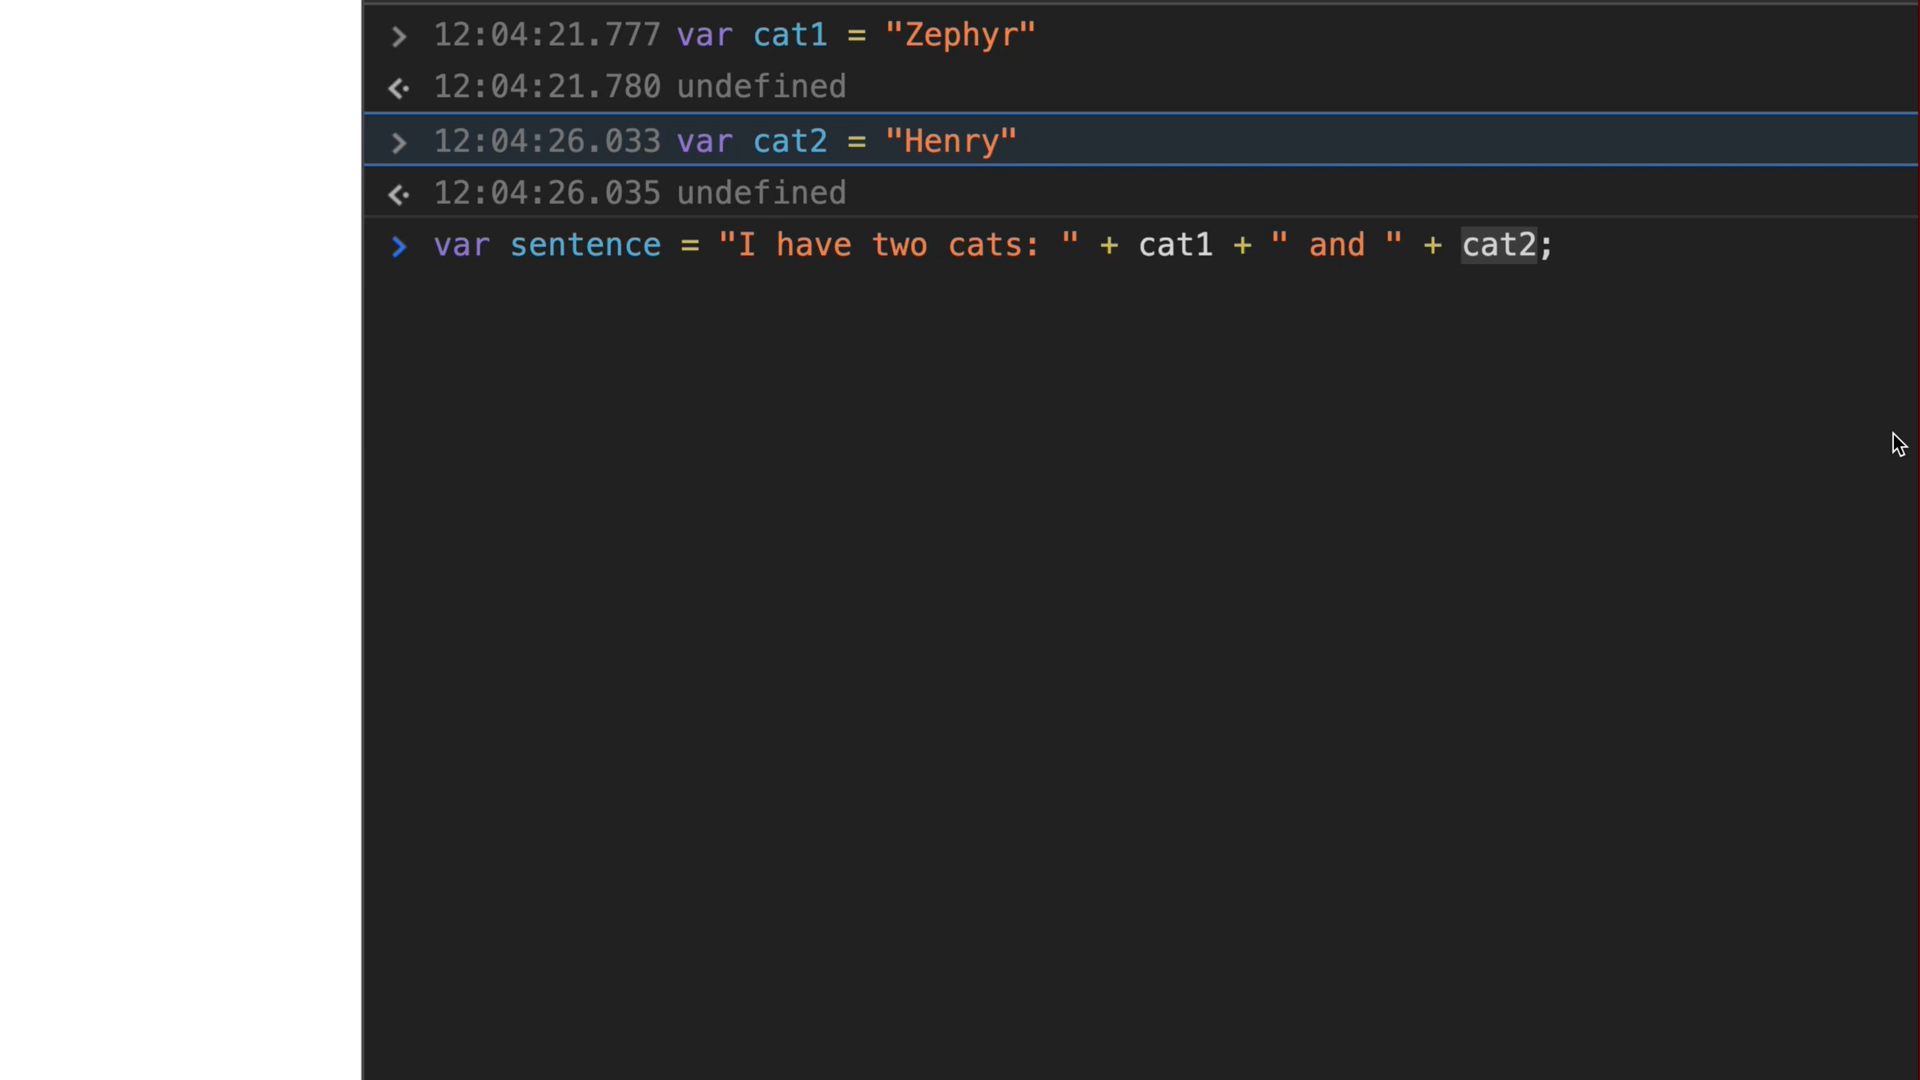 > 12:04:21.777 var cat1 = "Zephyr"
< 12:04:21.780 undefined
> 12:04:26.033 var cat2 = "Henry"
< 12:04:26.035 undefined
> var sentence = "I have two cats: " + cat1 + " and " + cat2;